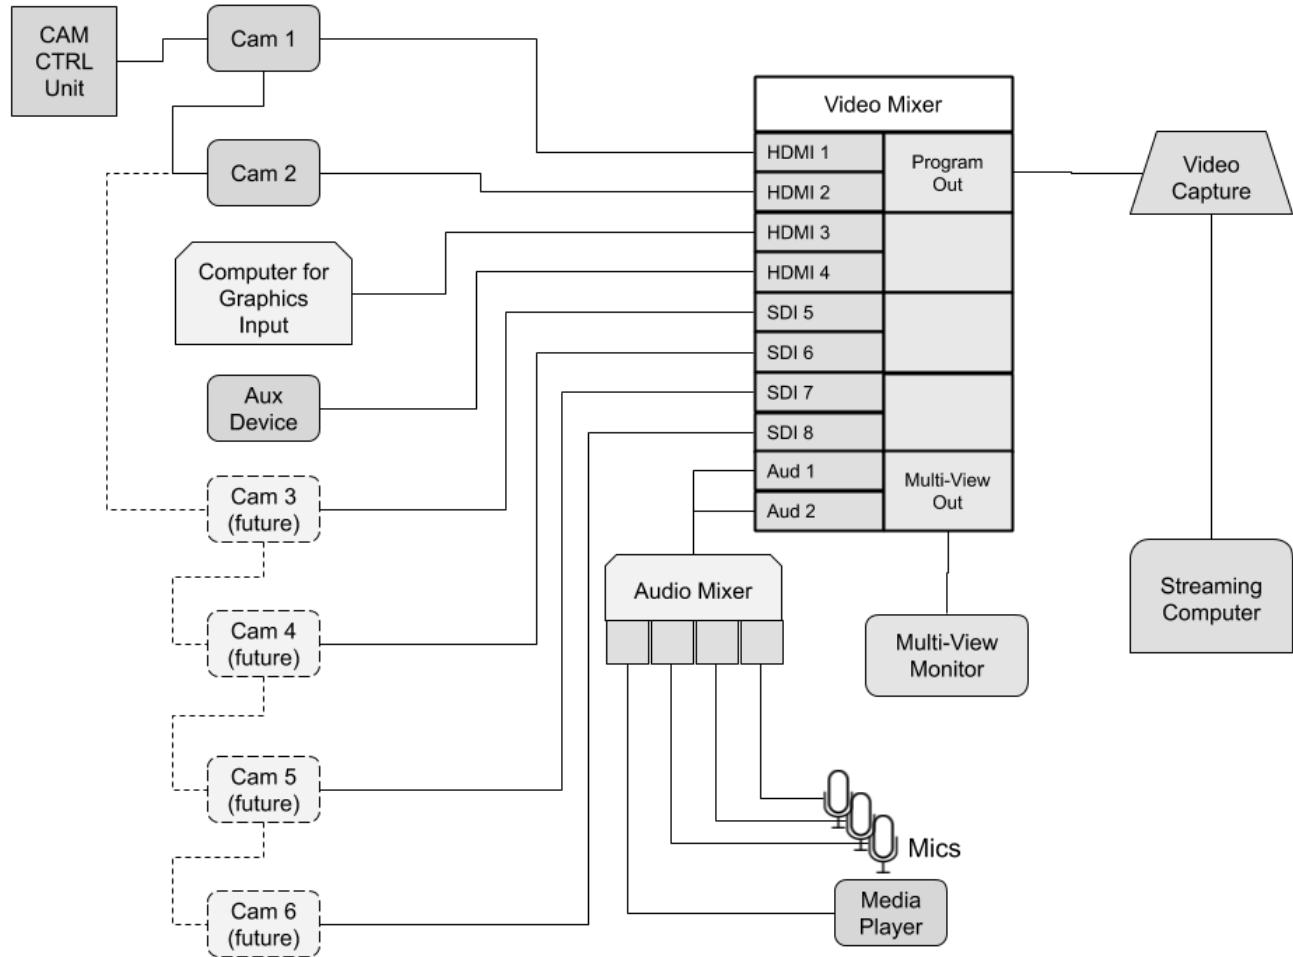 CAM
CTRL
Unit
Cam 1
Cam 2
Computer for
Graphics
Input
Aux
Device
Cam 3
(future)
Cam 4
(future)
Cam 5
(future)
Cam 6
(future)
Video Mixer
HDMI 1
HDMI 2
HDMI 3
HDMI 4
SDI 5
SDI 6
SDI 7
SDI 8
Aud 1
Aud 2
Program
Out
Multi-View
Out
Audio Mixer
Multi-View
Monitor
Mics
Media
Player
Video
Capture
Streaming
Computer